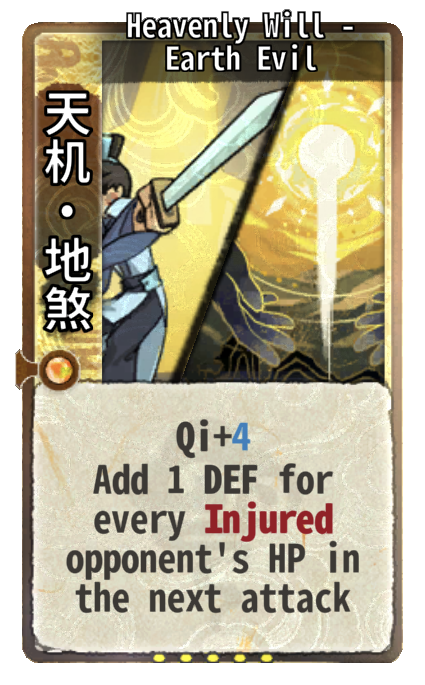 Heavenly Will -
Earth Evil
天机·地煞
Qi+4
Add 1 DEF for
every Injured
opponent's HP in
the next attack